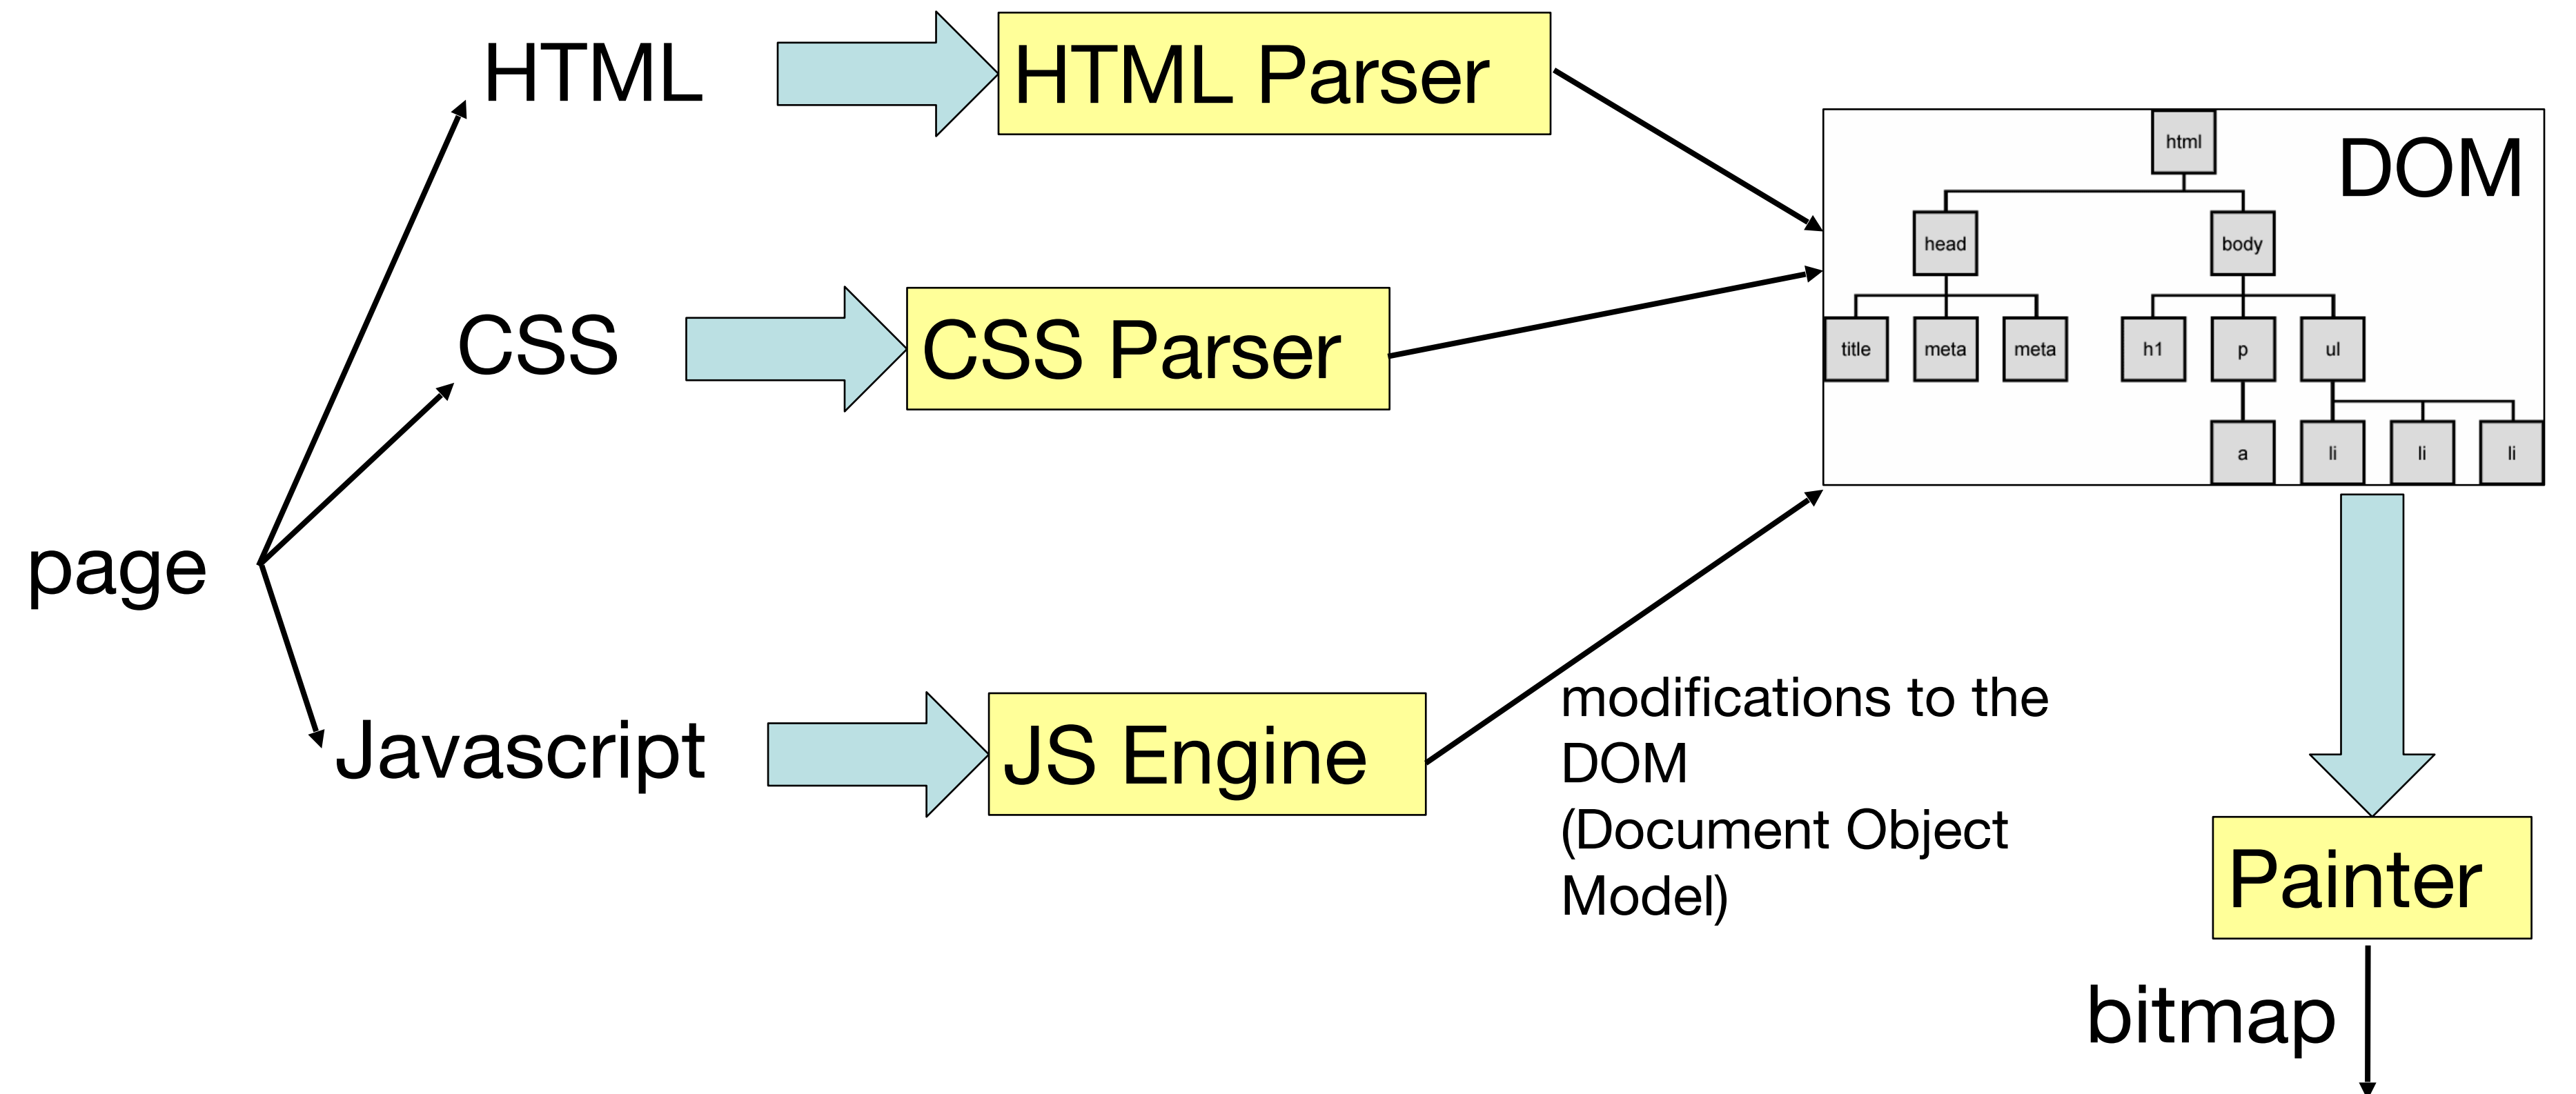 HTML
HTML Parser
DOM
html
head
body
title
meta
meta
h1
p
ul
a
li
li
li
CSS
CSS Parser
page
Javascript
JS Engine
modifications to the
DOM
(Document Object
Model)
Painter
bitmap